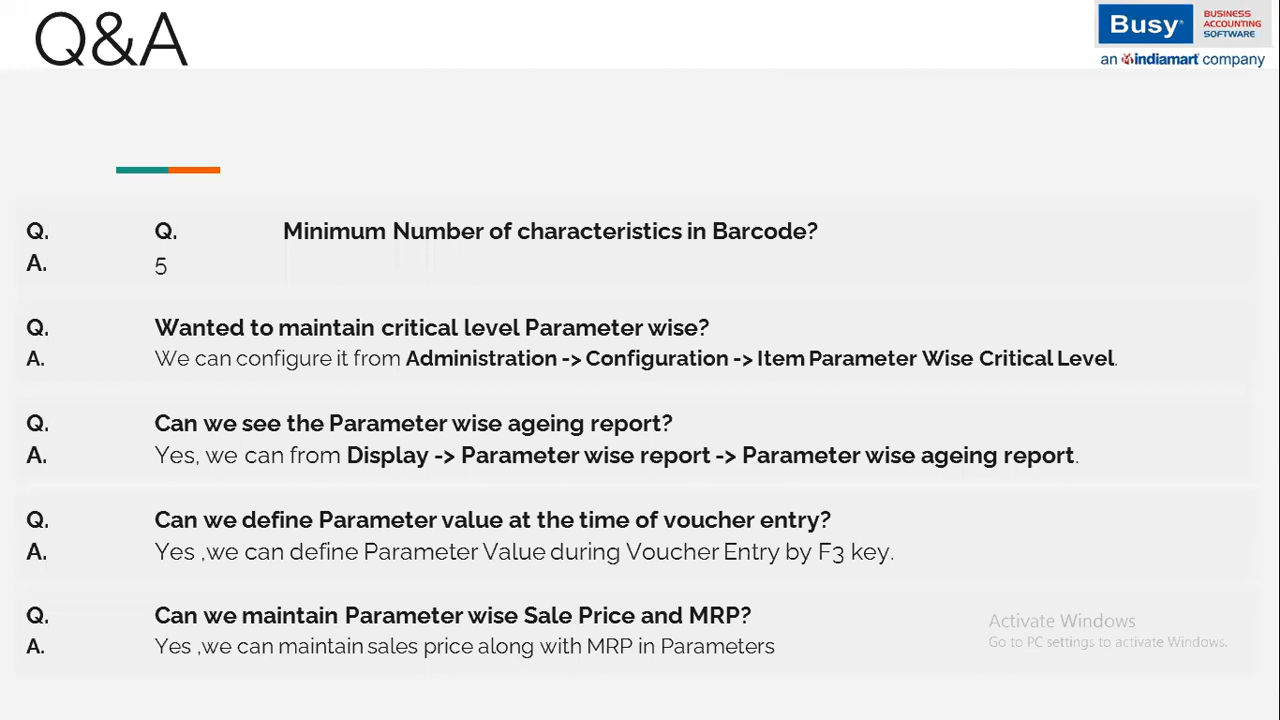 Q&A
Busy® BUSINESS ACCOUNTING SOFTWARE
an indiamart company
Q. Q. Minimum Number of characteristics in Barcode?
A. 5
Q. Wanted to maintain critical level Parameter wise?
A. We can configure it from Administration -> Configuration -> Item Parameter Wise Critical Level.
Q. Can we see the Parameter wise ageing report?
A. Yes, we can from Display -> Parameter wise report -> Parameter wise ageing report.
Q. Can we define Parameter value at the time of voucher entry?
A. Yes ,we can define Parameter Value during Voucher Entry by F3 key.
Q. Can we maintain Parameter wise Sale Price and MRP?
A. Yes ,we can maintain sales price along with MRP in Parameters
Activate Windows
Go to PC settings to activate Windows.